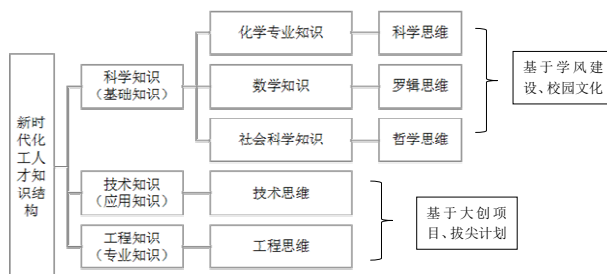 新时代化工人才知识结构
科学知识
（基础知识）
化学专业知识
科学思维
数学知识
罗辑思维
社会科学知识
哲学思维
基于学风建
设、校园文化
技术知识
（应用知识）
技术思维
工程知识
（专业知识）
工程思维
基于大创项
目、拔尖计划